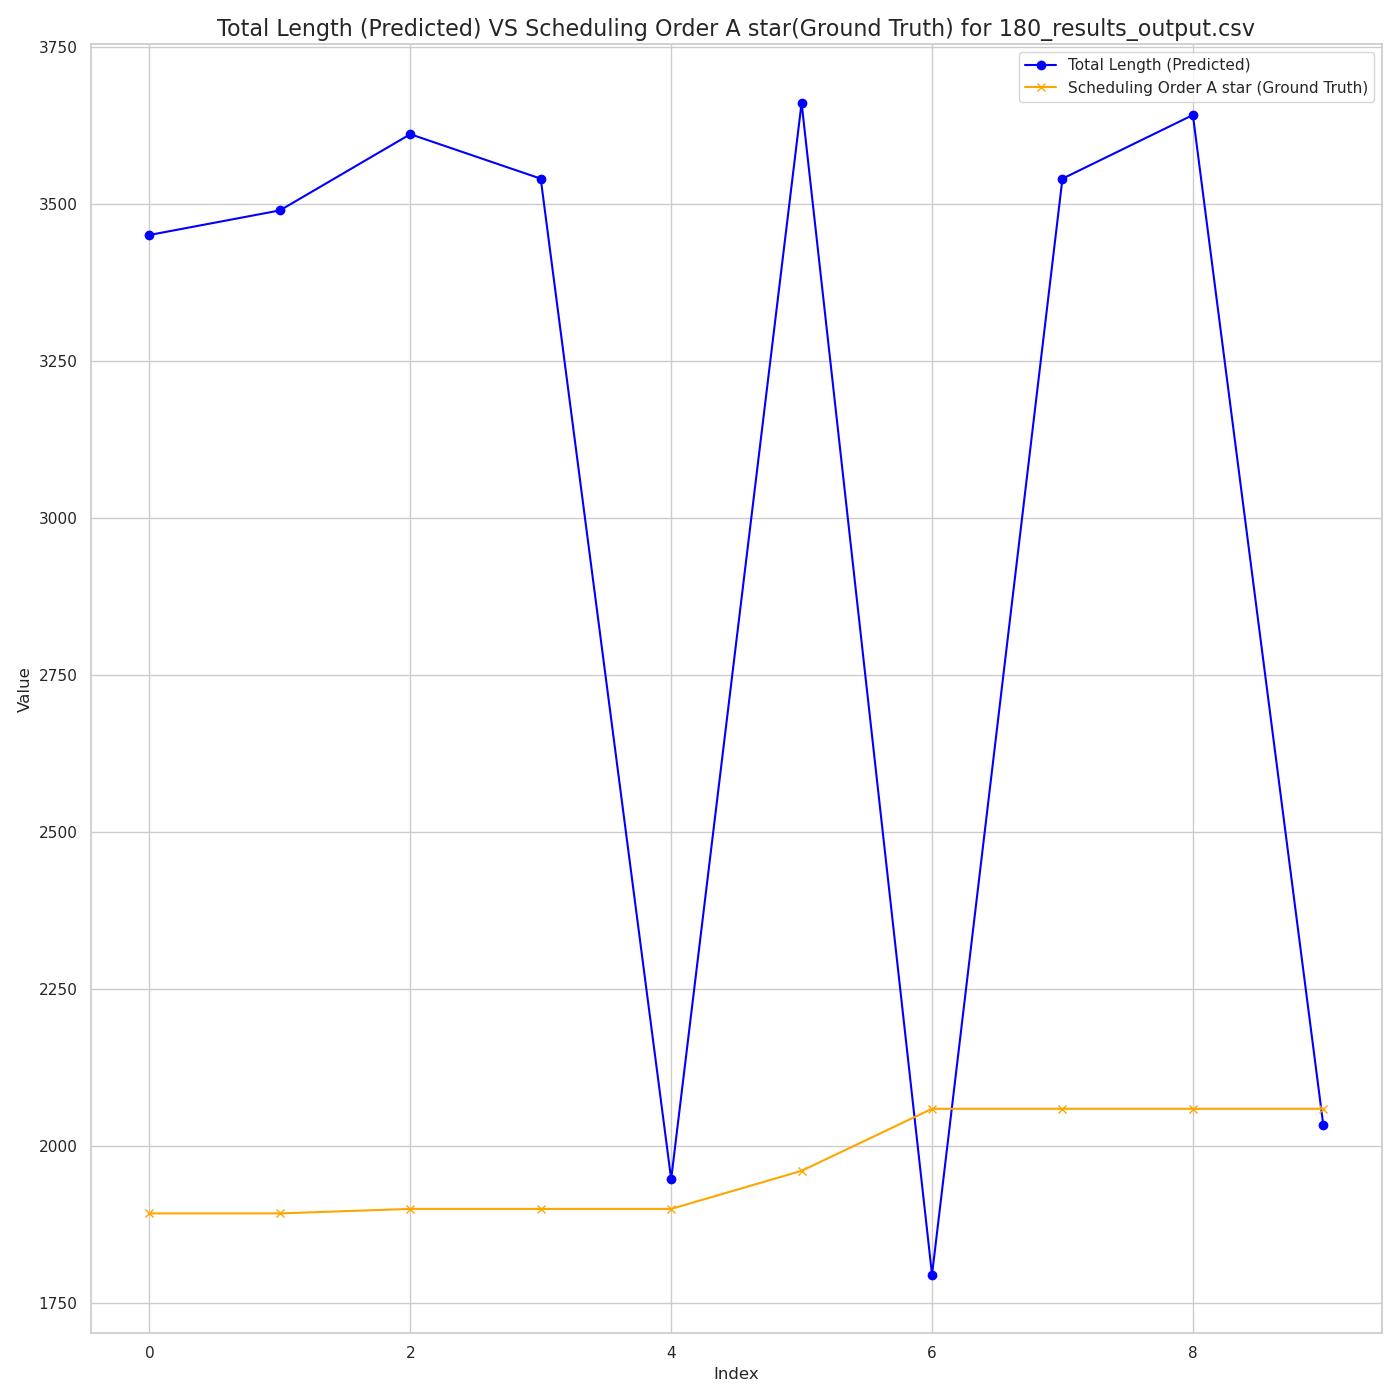 Total Length (Predicted) VS Scheduling Order A star(Ground Truth) for 180_results_output.csv
Total Length (Predicted)
Scheduling Order A star (Ground Truth)
3750
3500
3250
3000
2750
2500
2250
2000
1750
Value
0 2 4 6 8
Index